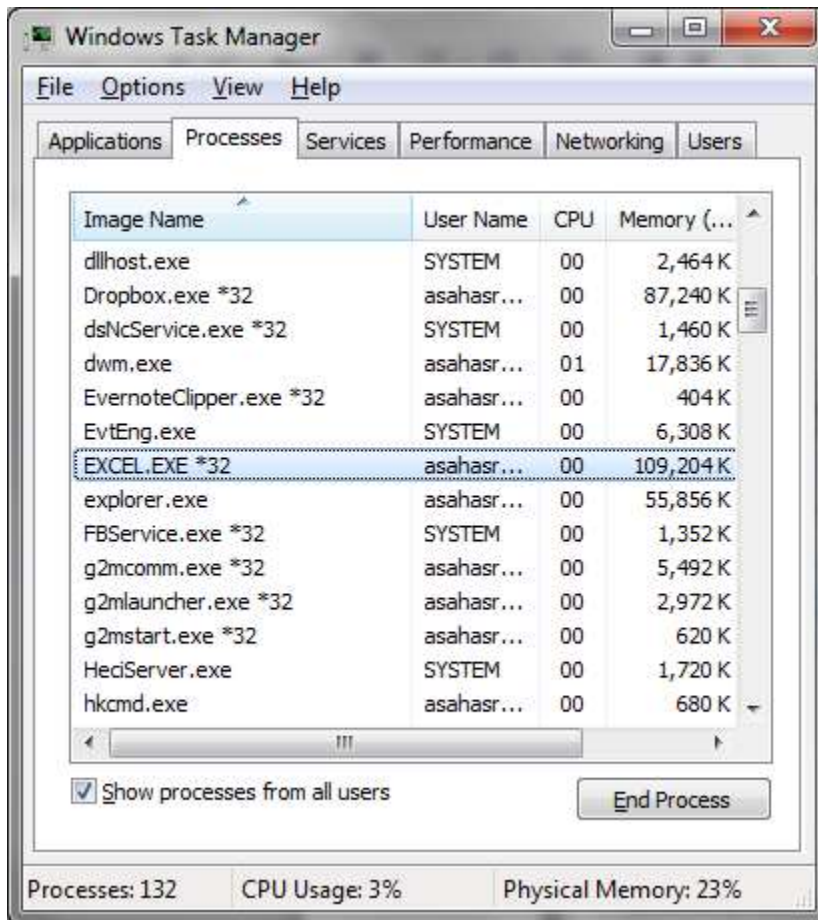 Windows Task Manager
File Options View Help
Applications Processes Services Performance Networking Users
Image Name User Name CPU Memory (...
dllhost.exe SYSTEM 00 2,464 K
Dropbox.exe *32 asahasr... 00 87,240 K
dsNcService.exe *32 SYSTEM 00 1,460 K
dwm.exe asahasr... 01 17,836 K
EvernoteClipper.exe *32 asahasr... 00 404 K
EvtEng.exe SYSTEM 00 6,308 K
EXCEL.EXE *32 asahasr... 00 109,204 K
explorer.exe asahasr... 00 55,856 K
FBService.exe *32 SYSTEM 00 1,352 K
g2mcomm.exe *32 asahasr... 00 5,492 K
g2mlauncher.exe *32 asahasr... 00 2,972 K
g2mstart.exe *32 asahasr... 00 620 K
HeciServer.exe SYSTEM 00 1,720 K
hkcmd.exe asahasr... 00 680 K
Show processes from all users End Process
Processes: 132 CPU Usage: 3% Physical Memory: 23%